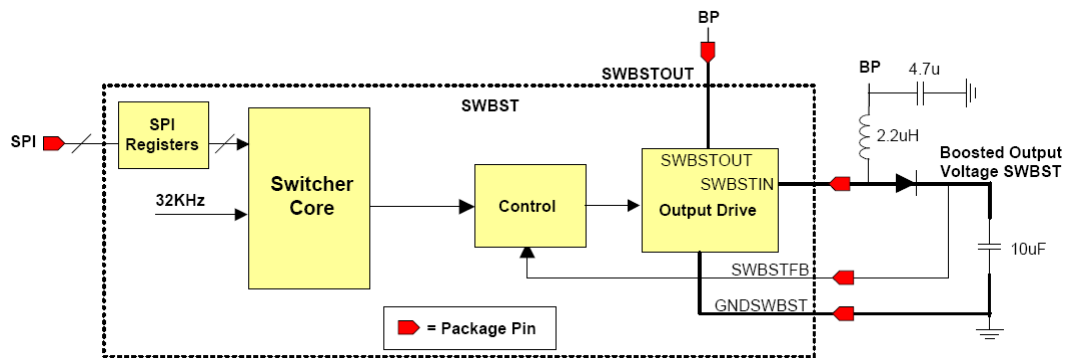 BP
SWBSTOUT
BP
4.7u
SWBST
SPI
SPI
Registers
2.2uH
SWBSTOUT
Boosted Output
Voltage SWBST
SWBSTIN
Switcher
Core
Control
Output Drive
32KHz
10uF
SWBSTFB
GNDSWBST
= Package Pin